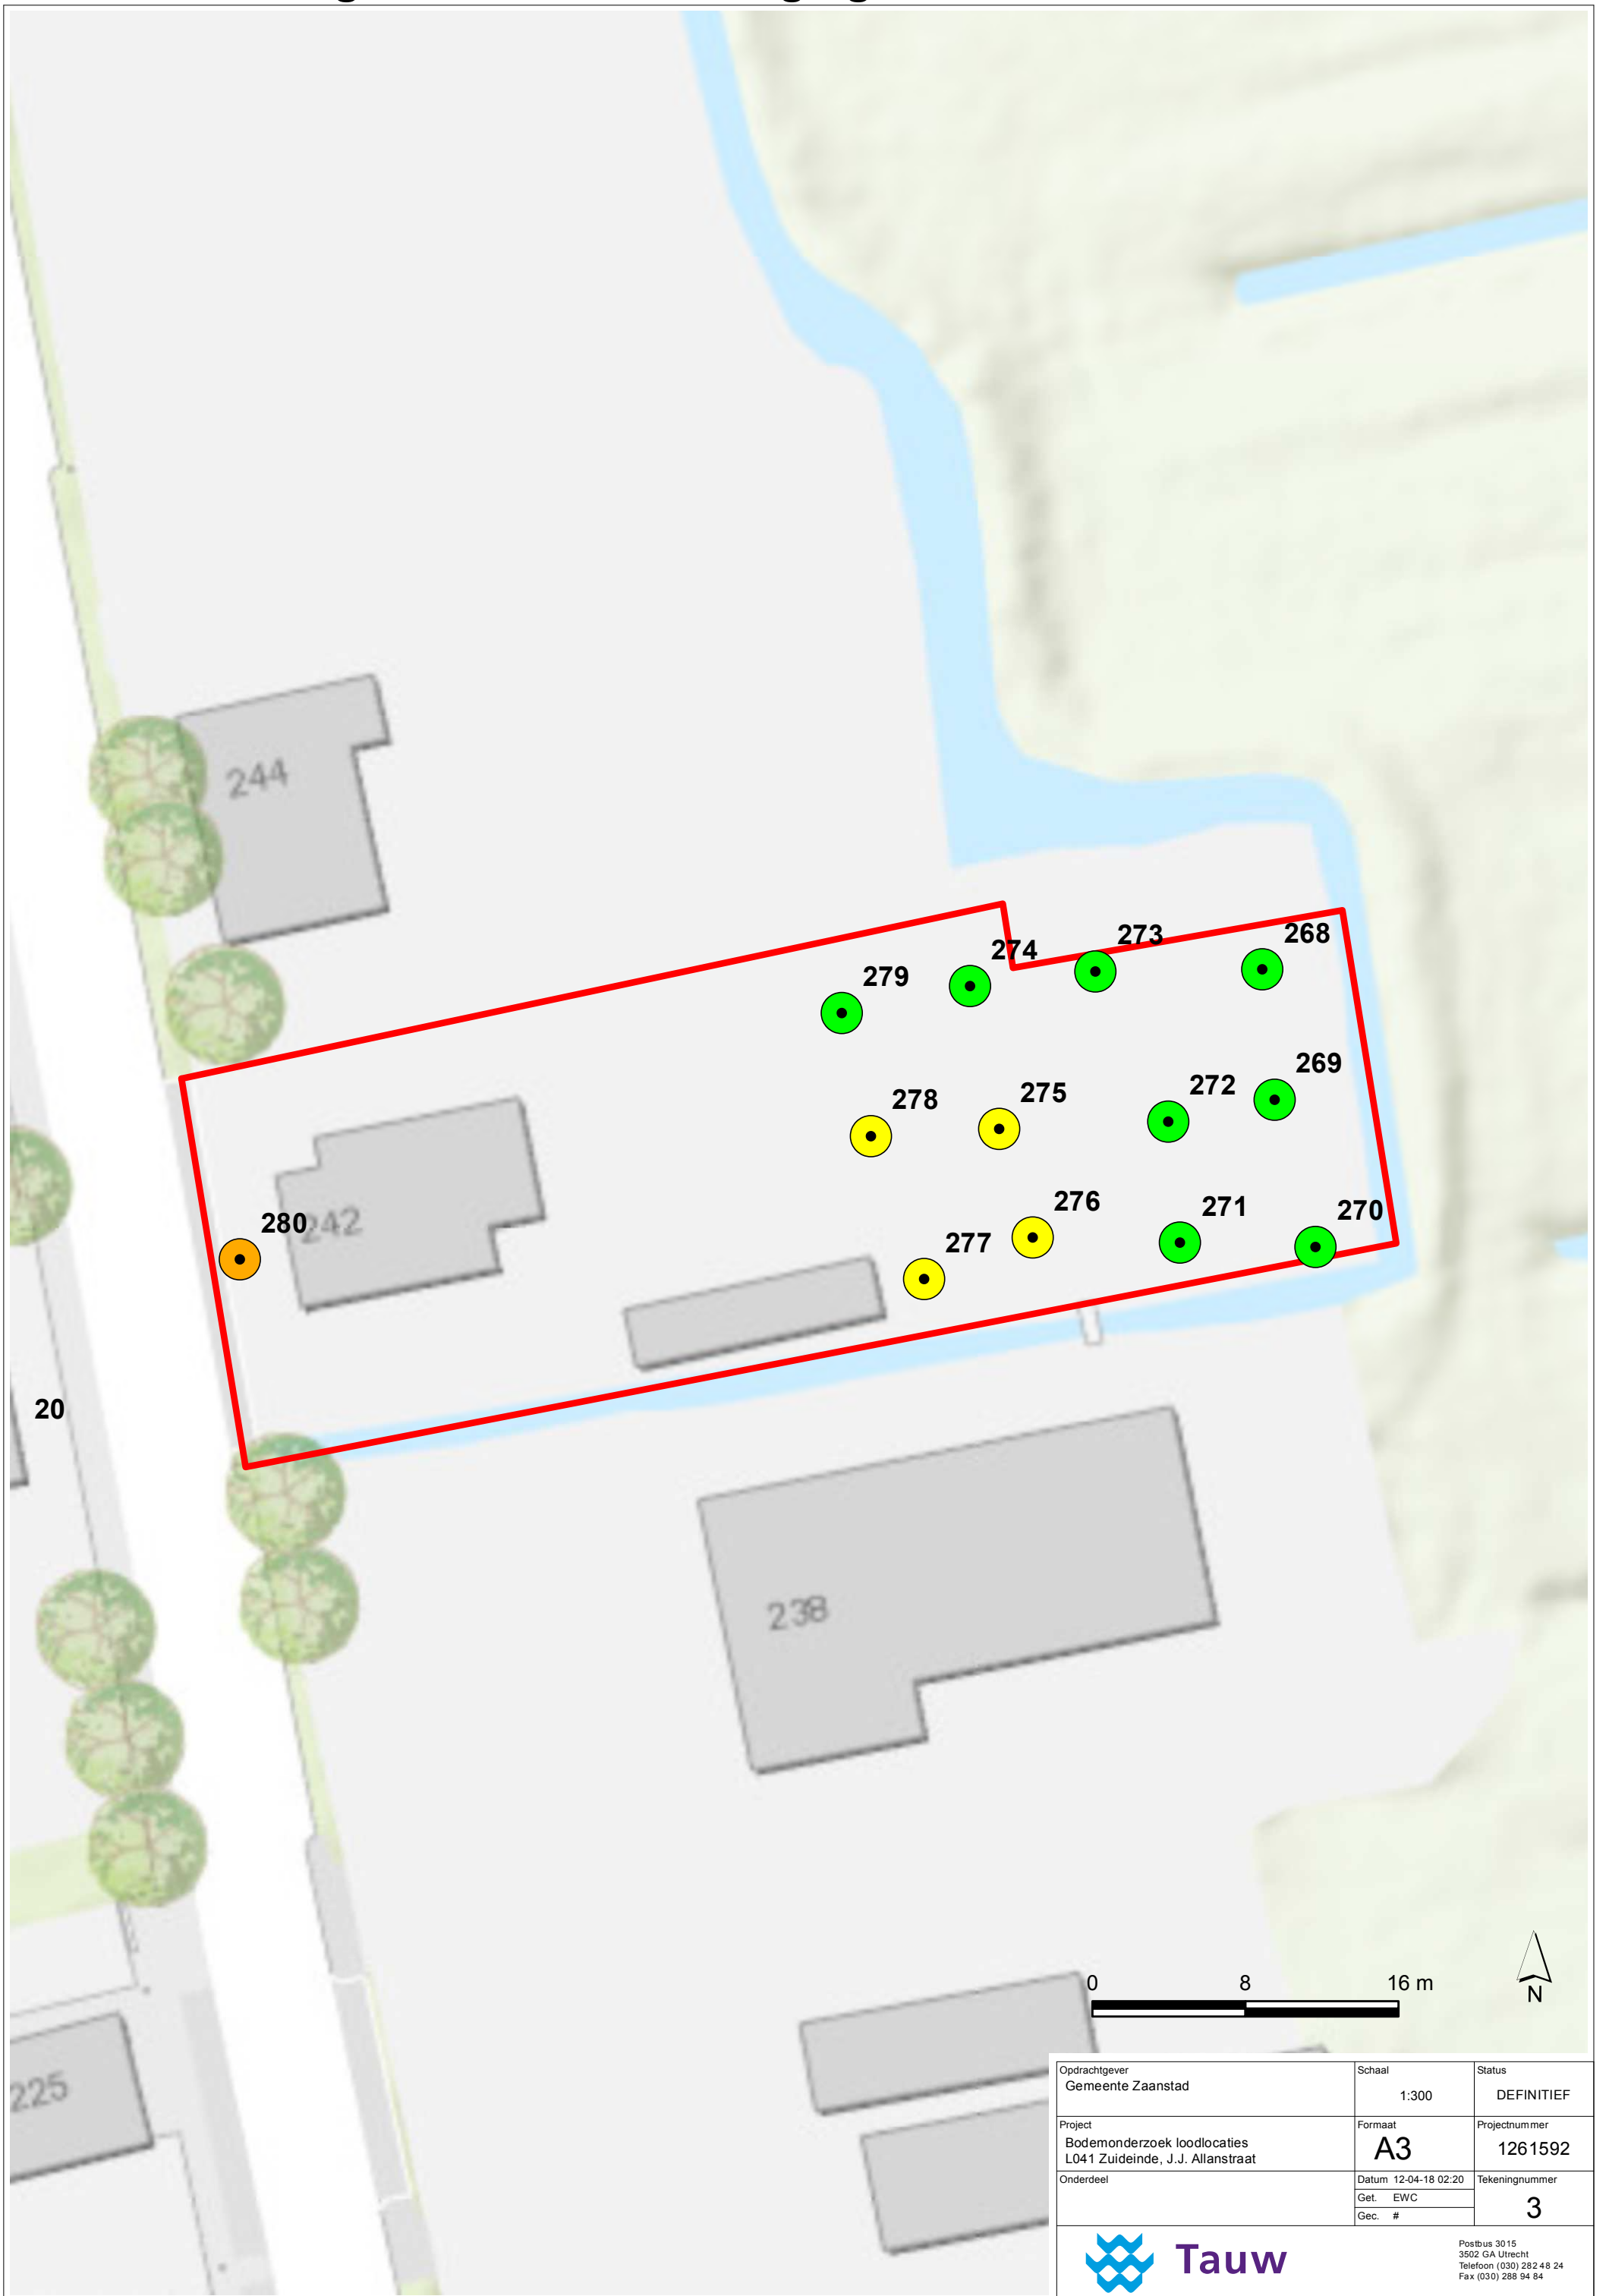 244
274
273
268
279
269
278
275
272
280
242
276
271
270
277
20
238
0 8 16 m
N
225
Opdrachtgever
Gemeente Zaanstad
Schaal
1:300
Status
DEFINITIEF
Project
Bodemonderzoek loodlocaties
L041 Zuideinde, J.J. Allanstraat
Formaat
A3
Projectnummer
1261592
Onderdeel
Datum 12-04-18 02:20
Get. EWC
Gec. #
Tekeningnummer
3
Tauw
Postbus 3015
3502 GA Utrecht
Telefoon (030) 282 48 24
Fax (030) 288 94 84